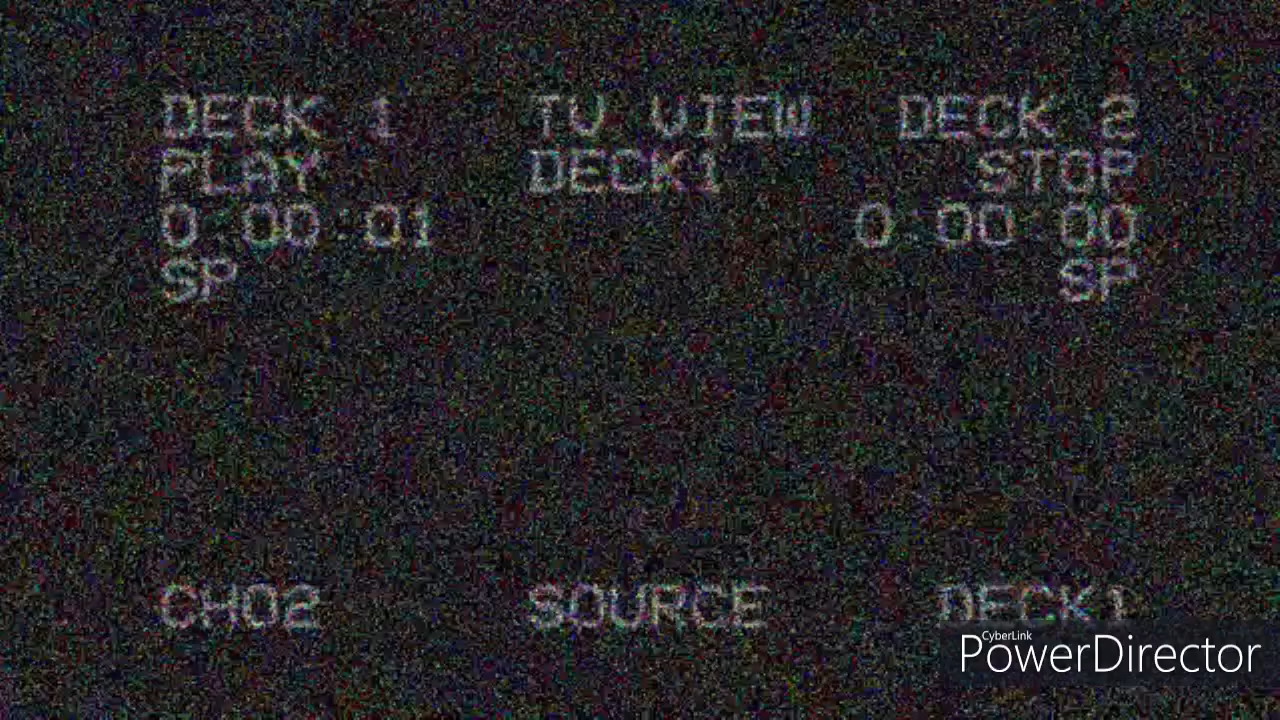 DECK 1 TV VIEW DECK 2
PLAY DECK1 STOP
0:00:01 0:00 00
SP SP
CH02 SOURCE DECK1
CyberLink
PowerDirector